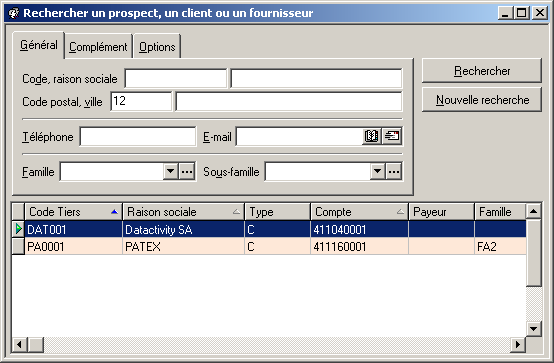 Rechercher un prospect, un client ou un fournisseur
Général Complément Options
Code, raison sociale
Code postal, ville 12
Téléphone E-mail
Famille Sous-famille
Rechercher
Nouvelle recherche
Code Tiers Raison sociale Type Compte Payeur Famille
DAT001 Datactivity SA C 411040001
PA0001 PATEX C 411160001 FA2